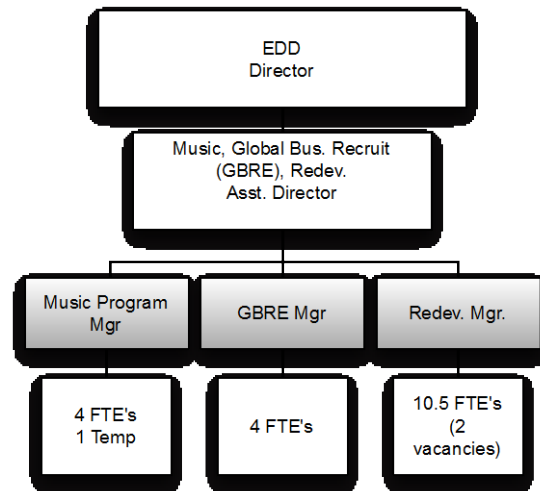 EDD
Director
Music, Global Bus. Recruit
(GBRE), Redev.
Asst. Director
Music Program
Mgr
GBRE Mgr
Redev. Mgr.
4 FTE's
1 Temp
4 FTE's
10.5 FTE's
(2
vacancies)